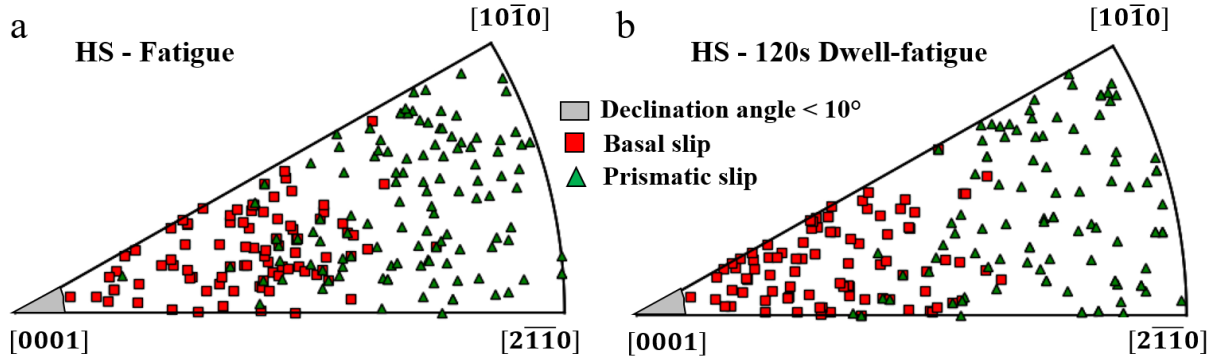 a
HS - Fatigue
[101̅0]
[0001]
[21̅1̅0]
Declination angle < 10°
Basal slip
Prismatic slip
b
HS - 120s Dwell-fatigue
[101̅0]
[0001]
[21̅1̅0]